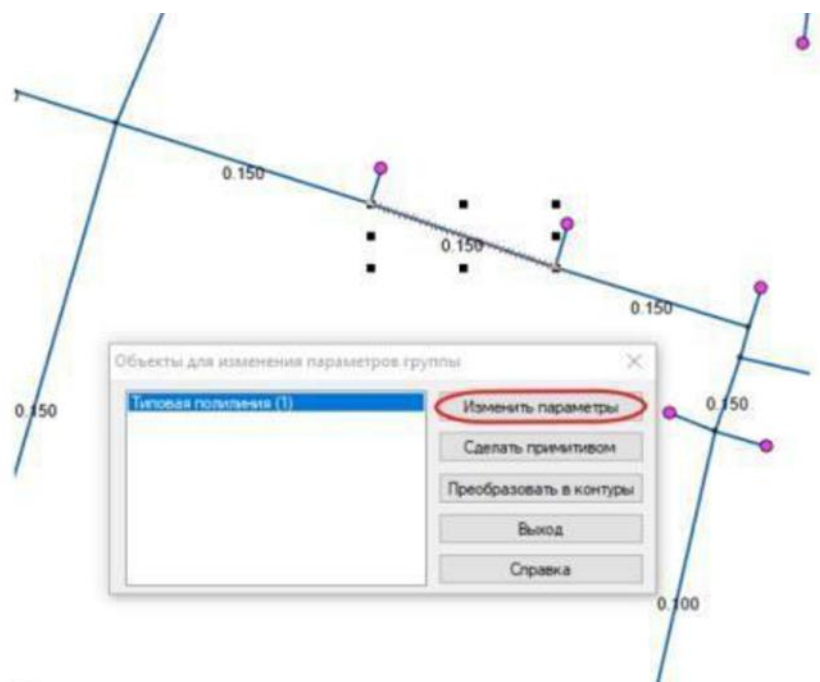 0.150
0.150
0.150
Объекты для изменения параметров группы
Типовая полилиния (1)
Изменить параметры
Сделать примитивом
Преобразовать в контуры
Выход
Справка
0.150
0.150
0.100